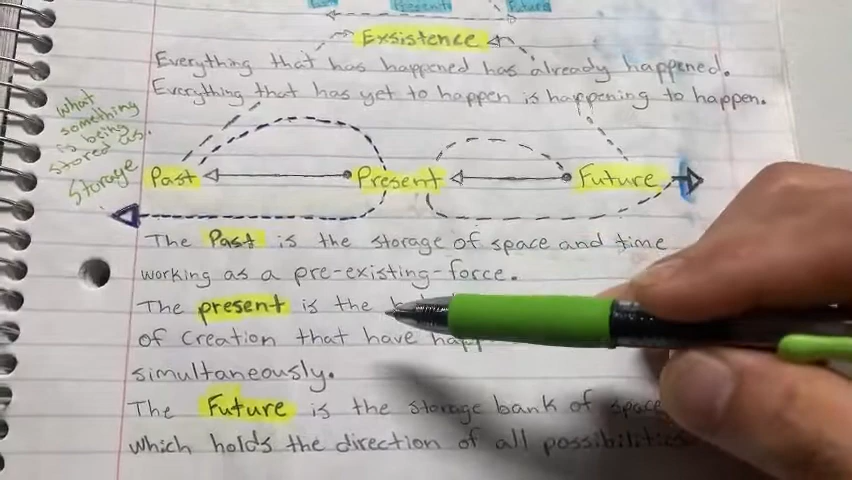 Present
Future
Exsistence
Everything that has happened has already happened.
Everything that has yet to happen is happening to happen.
what
something
is being
stored as.
Storage
Past Present Future
The Past is the storage of space and time
working as a pre-existing-force.
The present is the
of creation that have
simultaneously.
The Future is the storage bank of space
which holds the direction of all possibilities